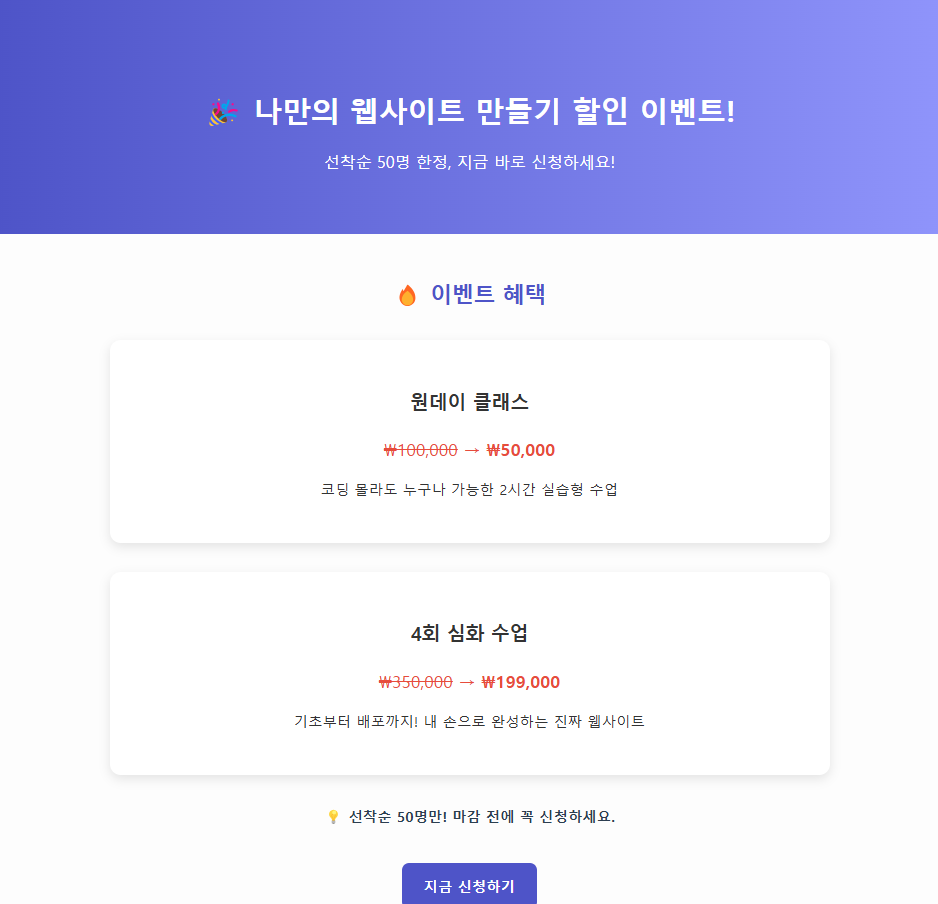 🎉 나만의 웹사이트 만들기 할인 이벤트!
선착순 50명 한정, 지금 바로 신청하세요!
🔥 이벤트 혜택
원데이 클래스
₩100,000 → ₩50,000
코딩 몰라도 누구나 가능한 2시간 실습형 수업
4회 심화 수업
₩350,000 → ₩199,000
기초부터 배포까지! 내 손으로 완성하는 진짜 웹사이트
💡 선착순 50명만! 마감 전에 꼭 신청하세요.
지금 신청하기